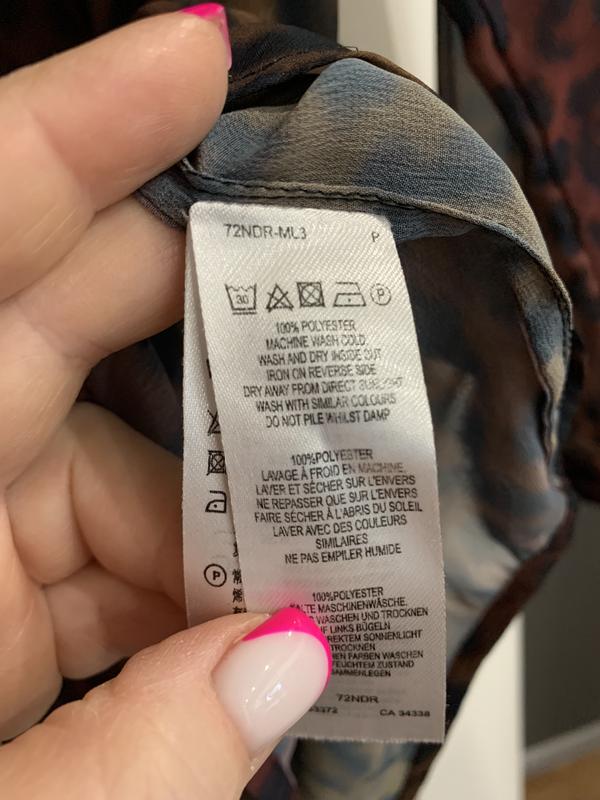 72NDR-ML3
P
30
P
100% POLYESTER
MACHINE WASH COLD.
WASH AND DRY INSIDE OUT
IRON ON REVERSE SIDE
DRY AWAY FROM DIRECT SUNLIGHT
WASH WITH SIMILAR COLOURS
DO NOT PILE WHILST DAMP
100%POLYESTER
LAVAGE À FROID EN MACHINE.
LAVER ET SÉCHER SUR L'ENVERS
NE REPASSER QUE SUR L'ENVERS
FAIRE SÉCHER À L'ABRIS DU SOLEIL
LAVER AVEC DES COULEURS
SIMILAIRES
NE PAS EMPILER HUMIDE
100%POLYESTER
MASCHINENWÄSCHE.
WASCHEN UND TROCKNEN
LINKS BÜGELN
SONNENLICHT
TROCKNEN
FARBEN WASCHEN
ZUSTAND
72NDR
CA 34338
P
常